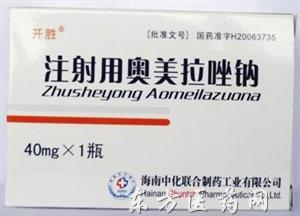 开胜
[批准文号] 国药准字H20063735
注射用奥美拉唑钠
Zhusheyong Aomeilazuona
40mg×1瓶
海南中化联合制药工业有限公司
Hainan Pharmaceutical
东方医药网